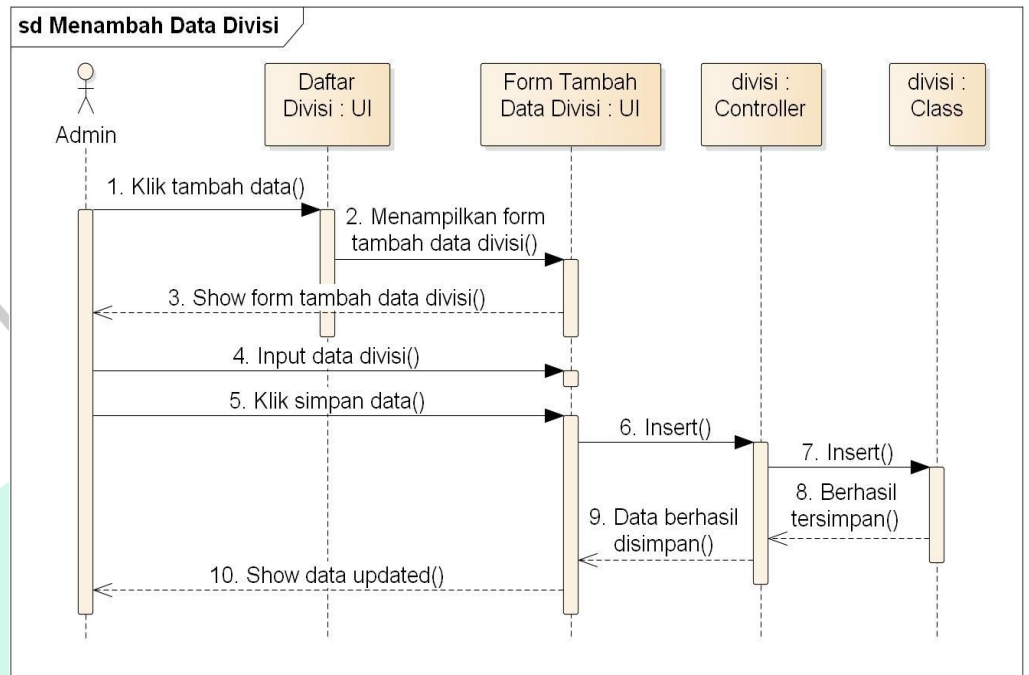 sd Menambah Data Divisi
Admin
Daftar
Divisi : UI
Form Tambah
Data Divisi : UI
divisi :
Controller
divisi :
Class
1. Klik tambah data()
2. Menampilkan form
tambah data divisi()
3. Show form tambah data divisi()
4. Input data divisi()
5. Klik simpan data()
6. Insert()
7. Insert()
8. Berhasil
tersimpan()
9. Data berhasil
disimpan()
10. Show data updated()